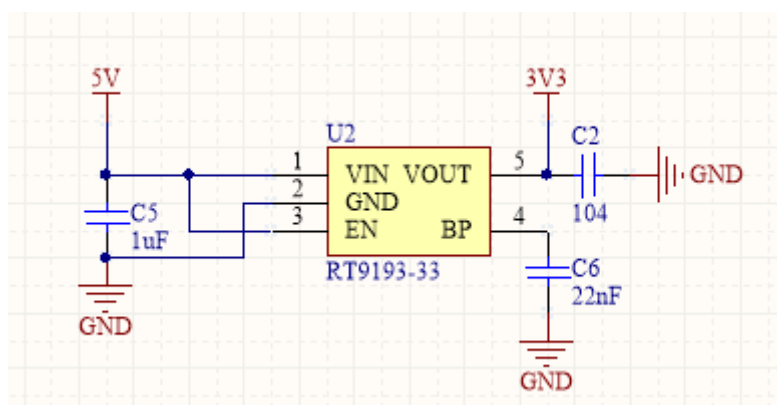 5V
3V3
U2
C2
1
VIN
VOUT
5
GND
2
GND
104
C5
1uF
3
EN
BP
4
RT9193-33
C6
22nF
GND
GND